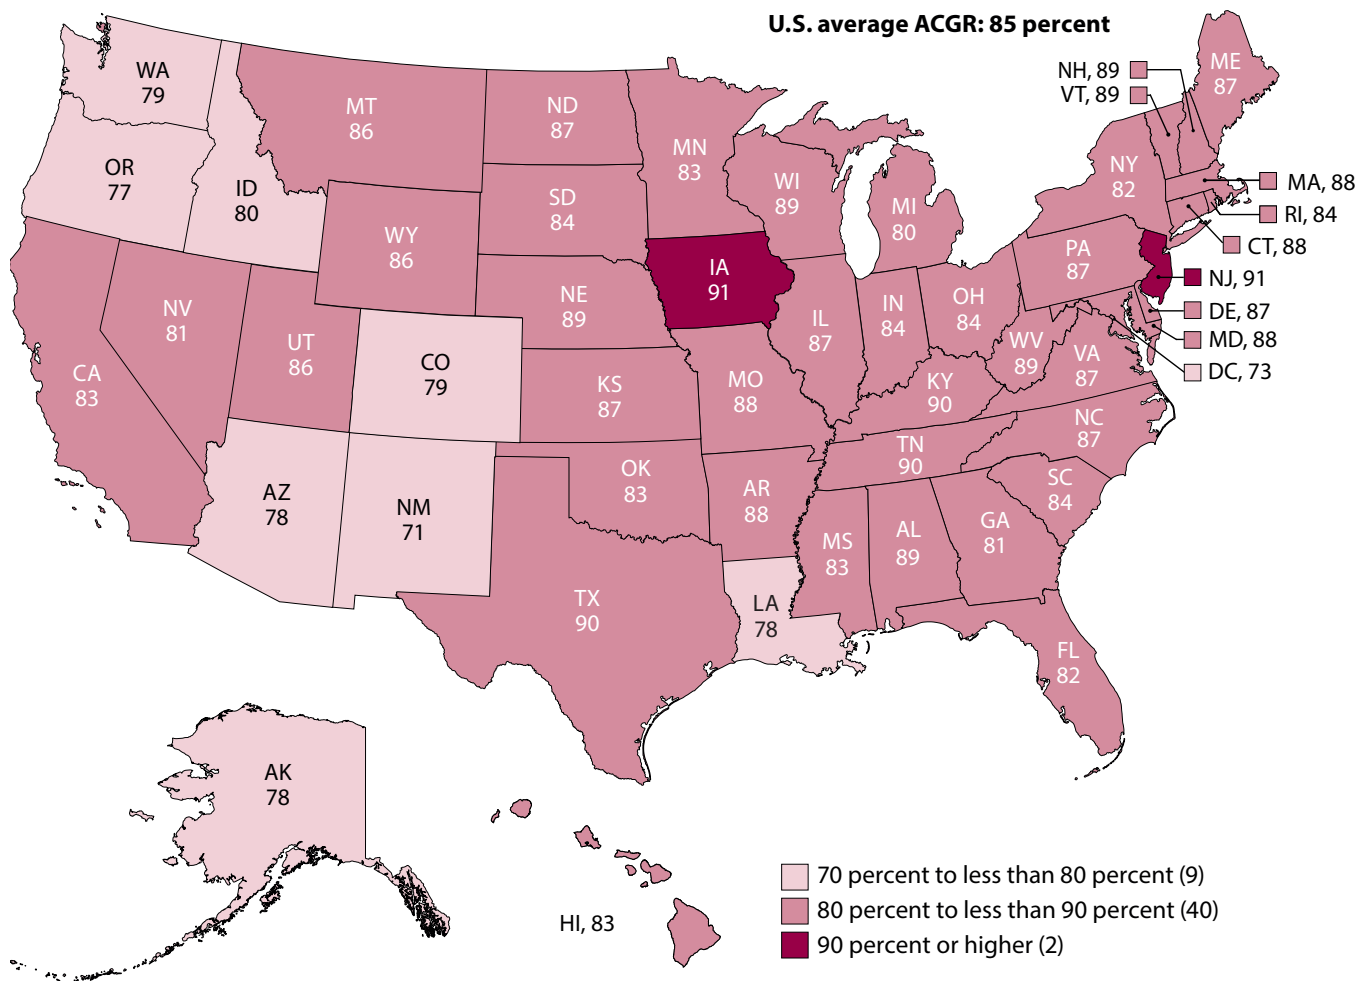 U.S. average ACGR: 85 percent
WA
79
OR
77
ID
80
MT
86
ND
87
MN
83
SD
84
WY
86
WI
89
MI
80
NY
82
ME
87
NH, 89
VT, 89
MA, 88
RI, 84
CT, 88
NJ, 91
DE, 87
MD, 88
DC, 73
PA
87
IA
91
NE
89
NV
81
UT
86
CA
83
CO
79
KS
87
MO
88
IL
87
IN
84
OH
84
WV
89
VA
87
KY
90
NC
87
TN
90
SC
84
AZ
78
NM
71
OK
83
AR
88
MS
83
AL
89
GA
81
TX
90
LA
78
FL
82
AK
78
HI, 83
70 percent to less than 80 percent (9)
80 percent to less than 90 percent (40)
90 percent or higher (2)